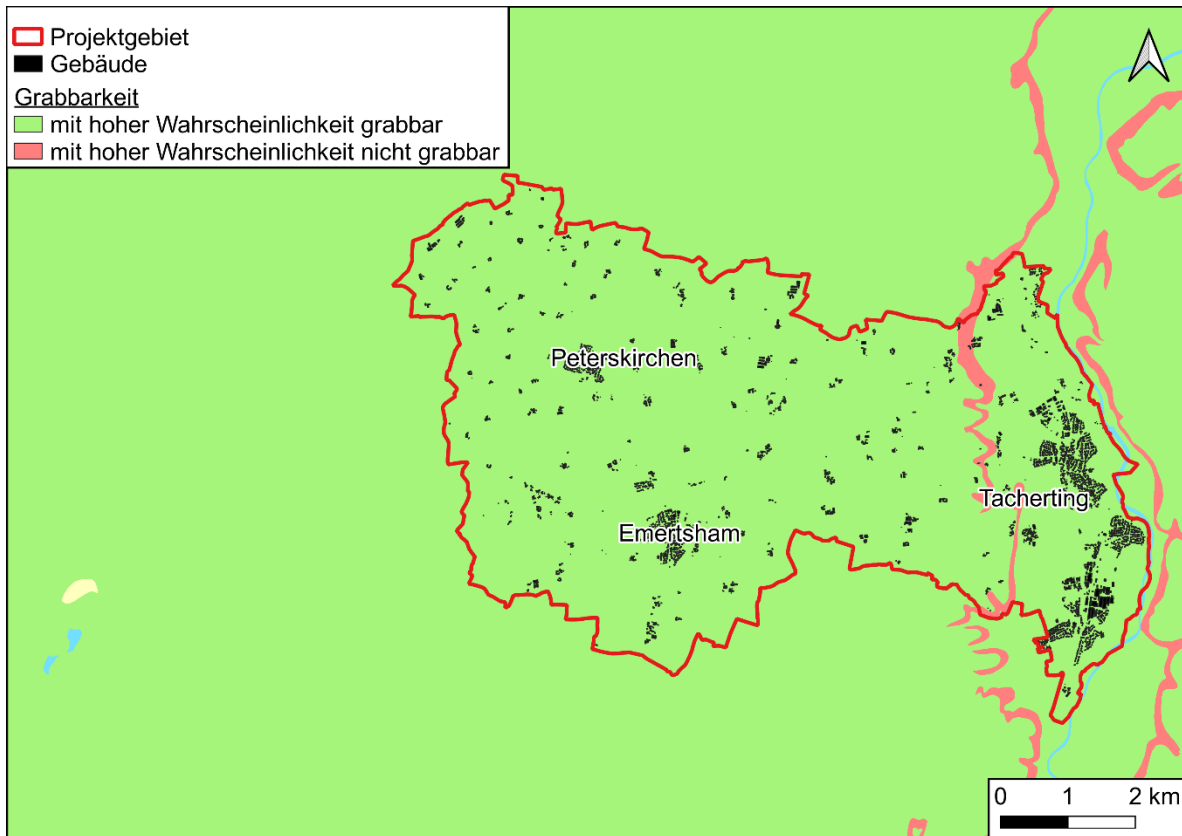 Projektgebiet
Gebäude
Grabbarkeit
mit hoher Wahrscheinlichkeit grabbar
mit hoher Wahrscheinlichkeit nicht grabbar
Peterskirchen
Tacherting
Emertsham
0 1 2 km